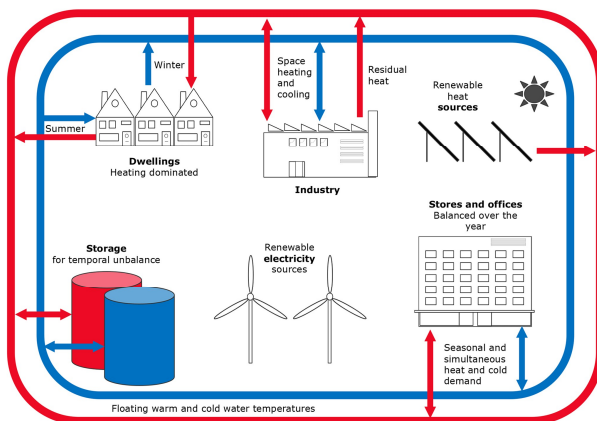 Winter
Space
heating
and
cooling
Residual
heat
Renewable
heat
sources
Summer
Dwellings
Heating dominated
Industry
Stores and offices
Balanced over the
year
Storage
for temporal unbalance
Renewable
electricity
sources
Seasonal and
simultaneous
heat and cold
demand
Floating warm and cold water temperatures